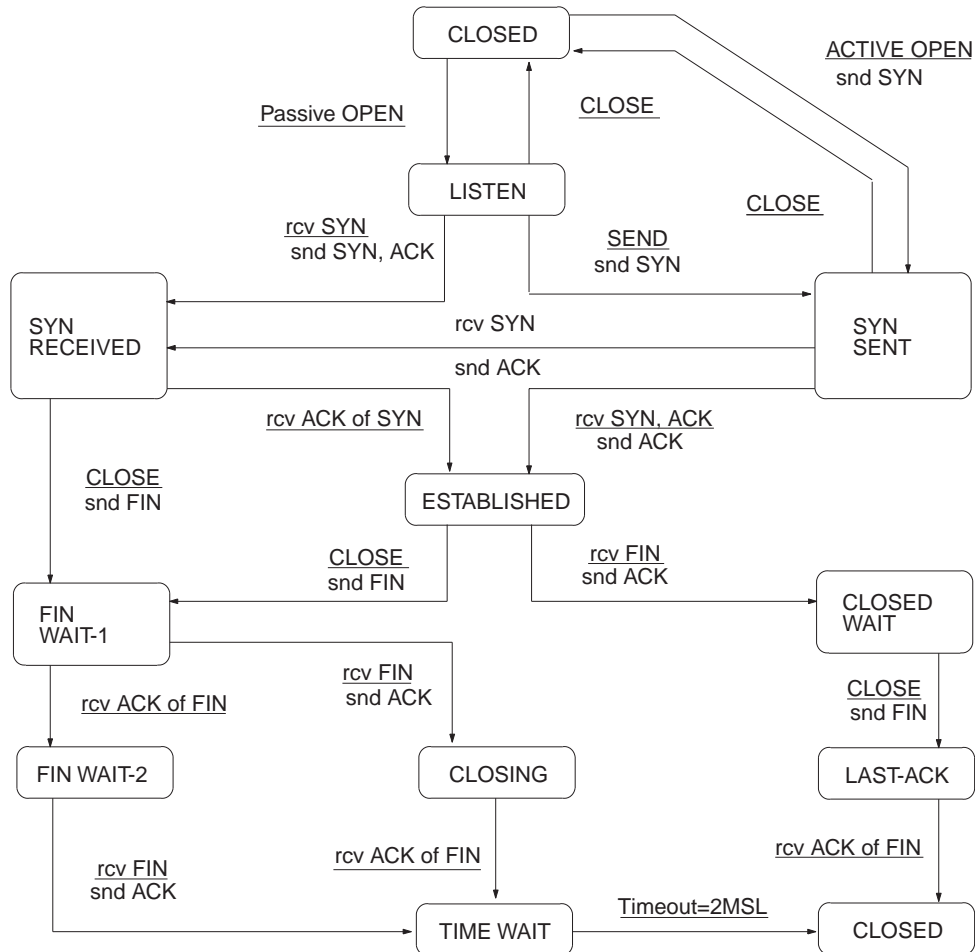 CLOSED
ACTIVE OPEN
snd SYN
Passive OPEN
CLOSE
LISTEN
CLOSE
rcv SYN
snd SYN, ACK
SEND
snd SYN
SYN
RECEIVED
rcv SYN
snd ACK
SYN
SENT
rcv ACK of SYN
rcv SYN, ACK
snd ACK
CLOSE
snd FIN
ESTABLISHED
CLOSE
snd FIN
rcv FIN
snd ACK
FIN
WAIT-1
CLOSED
WAIT
rcv FIN
snd ACK
rcv ACK of FIN
CLOSE
snd FIN
FIN WAIT-2
CLOSING
LAST-ACK
rcv FIN
snd ACK
rcv ACK of FIN
rcv ACK of FIN
TIME WAIT
Timeout=2MSL
CLOSED